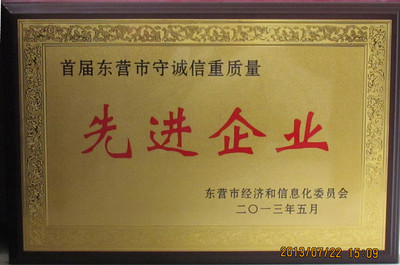 首届东营市守诚信重质量
先进企业
东营市经济和信息化委员会
二〇一三年五月
2013/07/22 15:09